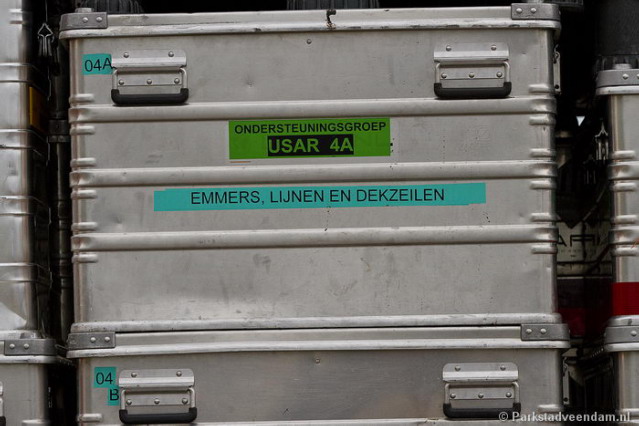 04A
ONDERSTEUNINGSGROEP
USAR 4A
EMMERS, LIJNEN EN DEKZEILEN
04
B
© Parkstadveendam.nl